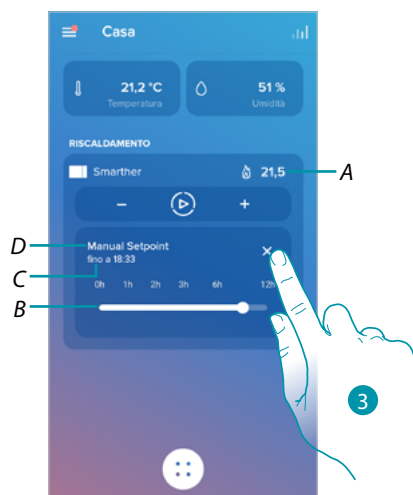 Casa
21,2 °C
Temperatura
51 %
Umidità
RISCALDAMENTO
Smarther
21,5
A
– +
D
Manual Setpoint
×
C
fino a 18:33
0h 1h 2h 3h 6h 12h
B
3